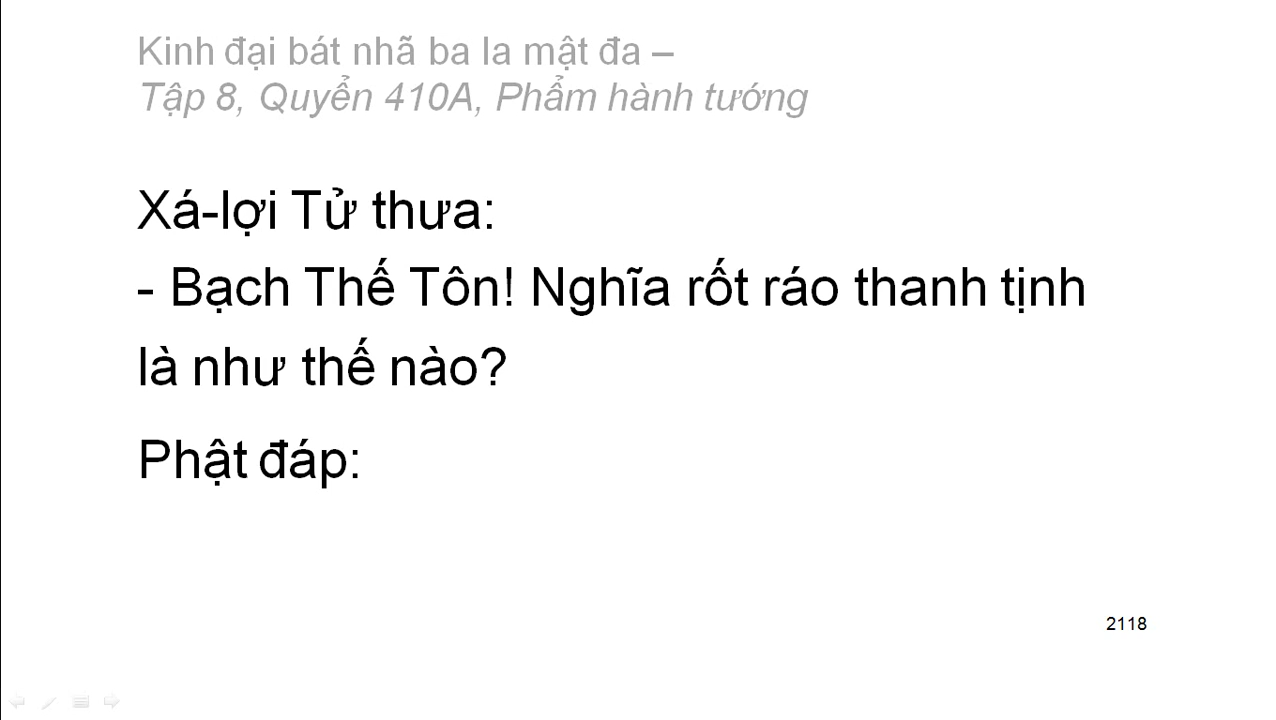 Kinh đại bát nhã ba la mật đa –
Tập 8, Quyển 410A, Phẩm hành tướng
Xá-lợi Tử thưa:
- Bạch Thế Tôn! Nghĩa rốt ráo thanh tịnh
là như thế nào?
Phật đáp:
2118